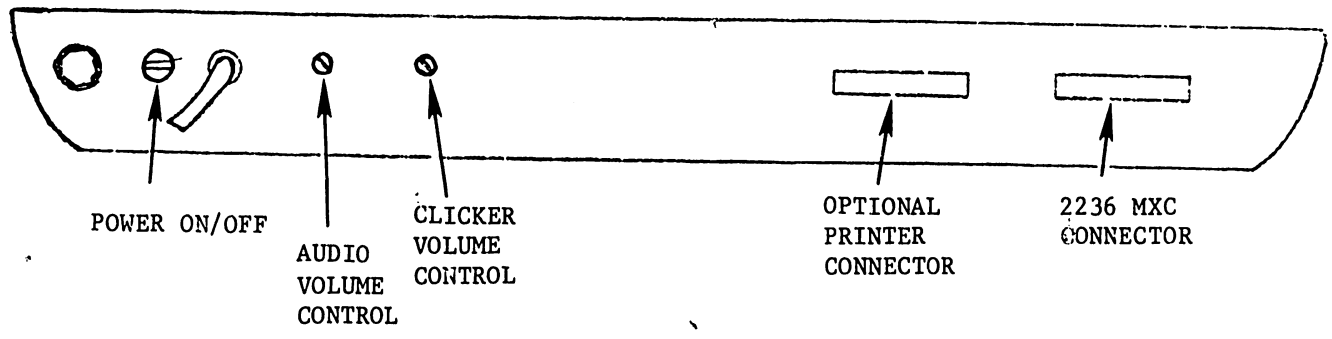 POWER ON/OFF
AUDIO
VOLUME
CONTROL
CLICKER
VOLUME
CONTROL
OPTIONAL
PRINTER
CONNECTOR
2236 MXC
CONNECTOR